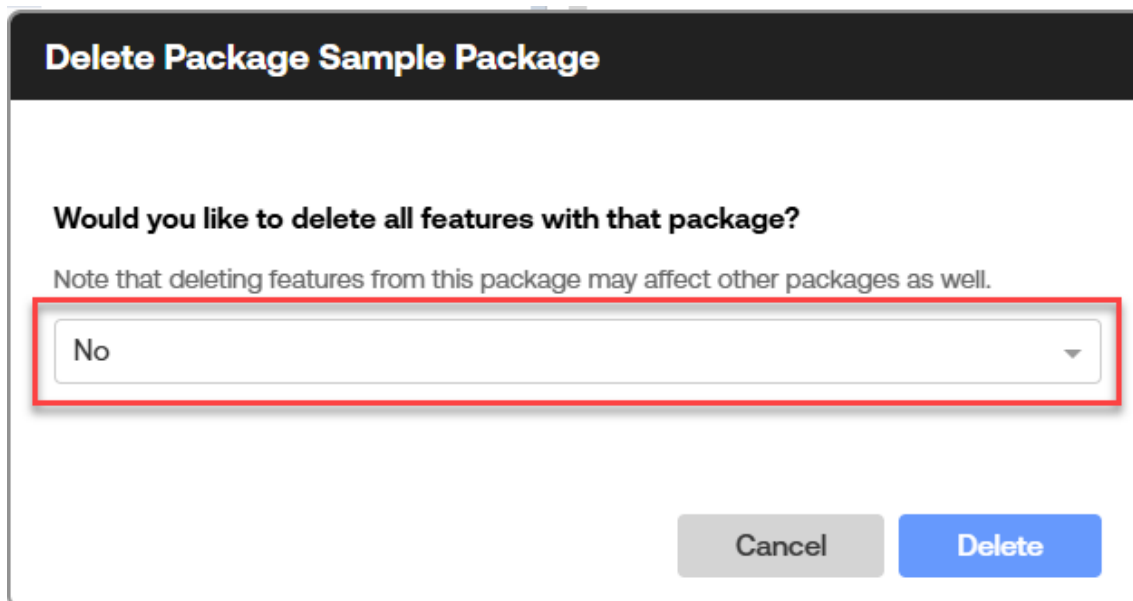 Delete Package Sample Package
Would you like to delete all features with that package?
Note that deleting features from this package may affect other packages as well.
No
Cancel
Delete